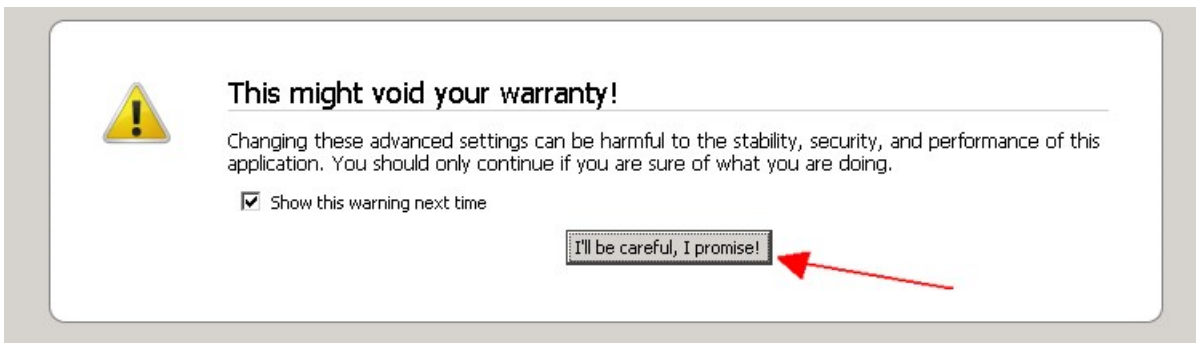 This might void your warranty!
Changing these advanced settings can be harmful to the stability, security, and performance of this
application. You should only continue if you are sure of what you are doing.
Show this warning next time
I'll be careful, I promise!